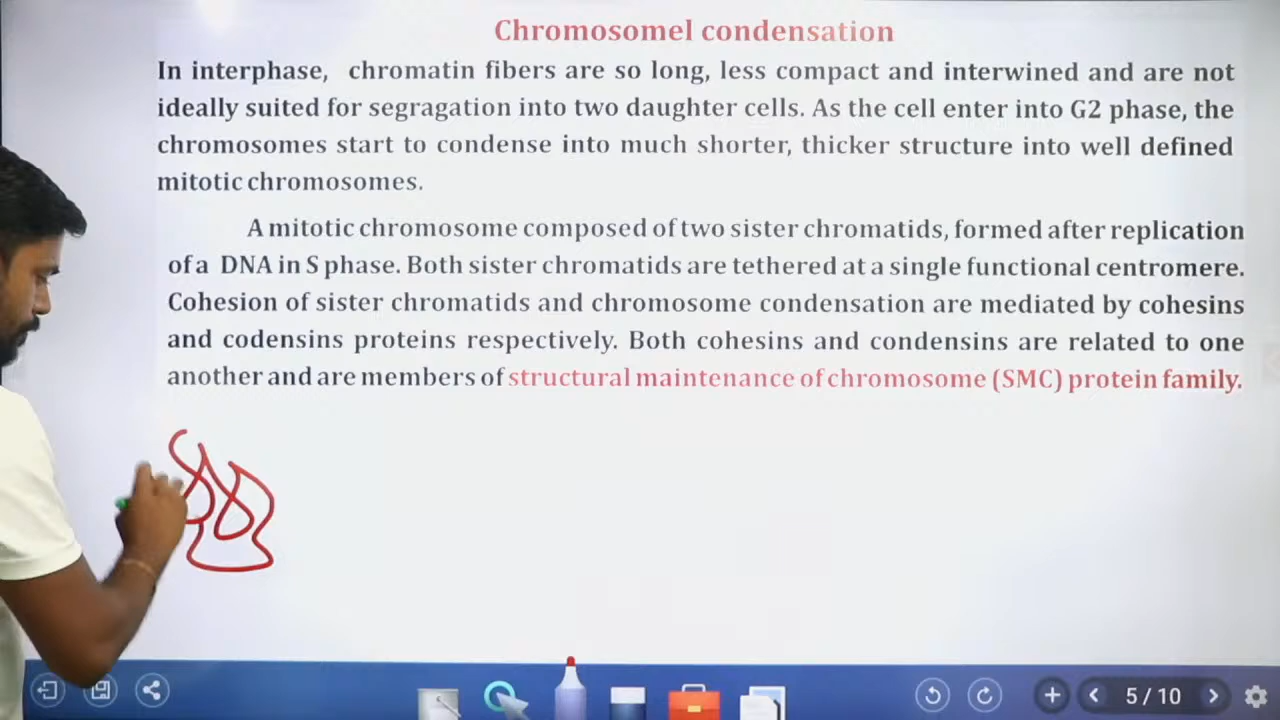 Chromosomel condensation
In interphase, chromatin fibers are so long, less compact and interwined and are not
ideally suited for segragation into two daughter cells. As the cell enter into G2 phase, the
chromosomes start to condense into much shorter, thicker structure into well defined
mitotic chromosomes.
A mitotic chromosome composed of two sister chromatids, formed after replication
of a DNA in S phase. Both sister chromatids are tethered at a single functional centromere.
Cohesion of sister chromatids and chromosome condensation are mediated by cohesins
and codensins proteins respectively. Both cohesins and condensins are related to one
another and are members of structural maintenance of chromosome (SMC) protein family.
5 / 10